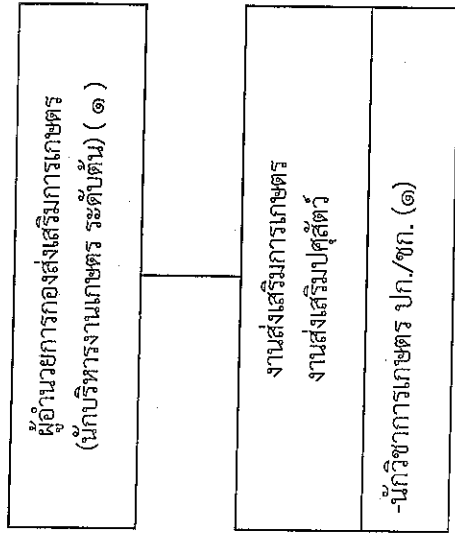 ผู้อำนวยการกองส่งเสริมการเกษตร
(นักบริหารงานเกษตร ระดับต้น) ( ๑ )
งานส่งเสริมการเกษตร
งานส่งเสริมปศุสัตว์
-นักวิชาการเกษตร ปก./ชก. (๑)